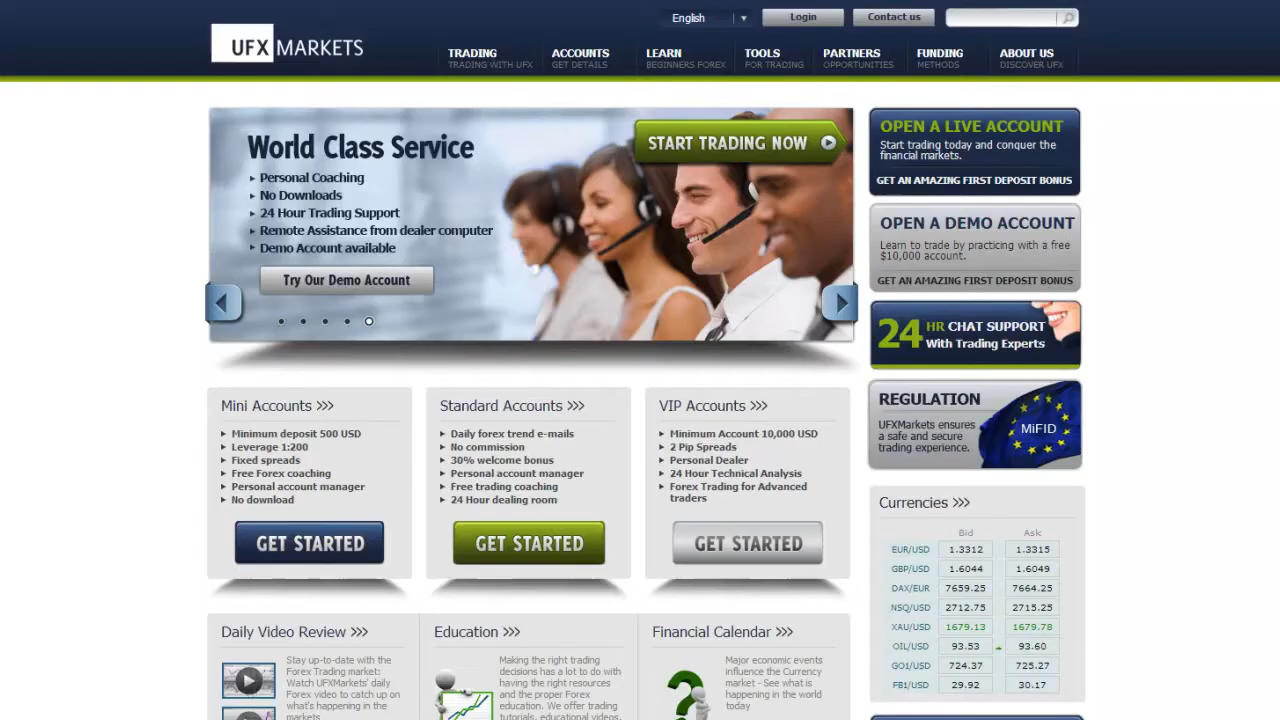 English
Login
Contact us
UFX MARKETS
TRADING
TRADING WITH UFX
ACCOUNTS
GET DETAILS
LEARN
BEGINNERS FOREX
TOOLS
FOR TRADING
PARTNERS
OPPORTUNITIES
FUNDING
METHODS
ABOUT US
DISCOVER UFX
World Class Service
Personal Coaching
No Downloads
24 Hour Trading Support
Remote Assistance from dealer computer
Demo Account available
Try Our Demo Account
START TRADING NOW
OPEN A LIVE ACCOUNT
Start trading today and conquer the
financial markets.
GET AN AMAZING FIRST DEPOSIT BONUS
OPEN A DEMO ACCOUNT
Learn to trade by practicing with a free
$10,000 account.
GET AN AMAZING FIRST DEPOSIT BONUS
24 HR CHAT SUPPORT
With Trading Experts
REGULATION
UFXMarkets ensures
a safe and secure
trading experience.
MiFID
Mini Accounts >>>
Minimum deposit 500 USD
Leverage 1:200
Fixed spreads
Free Forex coaching
Personal account manager
No download
GET STARTED
Standard Accounts >>>
Daily forex trend e-mails
No commission
30% welcome bonus
Personal account manager
Free trading coaching
24 Hour dealing room
GET STARTED
VIP Accounts >>>
Minimum Account 10,000 USD
2 Pip Spreads
Personal Dealer
24 Hour Technical Analysis
Forex Trading for Advanced
traders
GET STARTED
Currencies >>>
Bid Ask
EUR/USD 1.3312 1.3315
GBP/USD 1.6044 1.6049
DAX/EUR 7659.25 7664.25
NSQ/USD 2712.75 2715.25
XAU/USD 1679.13 1679.78
OIL/USD 93.53 93.60
GO1/USD 724.37 725.27
FB1/USD 29.92 30.17
Daily Video Review >>>
Stay up-to-date with the
Forex Trading market:
Watch UFXMarkets' daily
Forex video to catch up on
what's happening in the
markets
Education >>>
Making the right trading
decisions has a lot to do with
having the right resources
and the proper Forex
education. We offer trading
tutorials, educational videos,
Financial Calendar >>>
Major economic events
influence the Currency
market - See what is
happening in the world
today